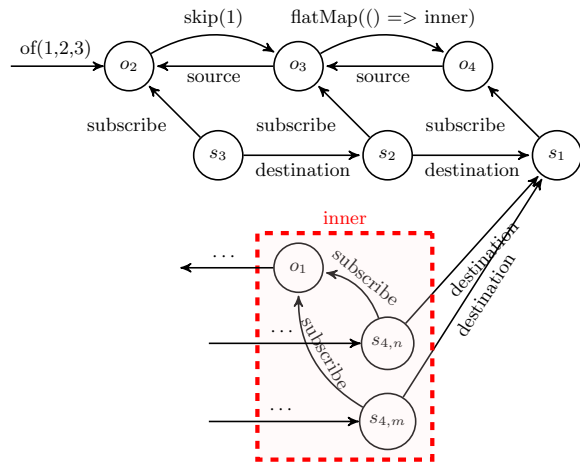 skip(1) flatMap(() => inner)
of(1,2,3) o₂ o₃ o₄
source source
subscribe subscribe subscribe
s₃ s₂ s₁
destination destination
inner
...
o₁
subscribe
destination
destination
...
s₄,ₙ
subscribe
...
s₄,ₘ